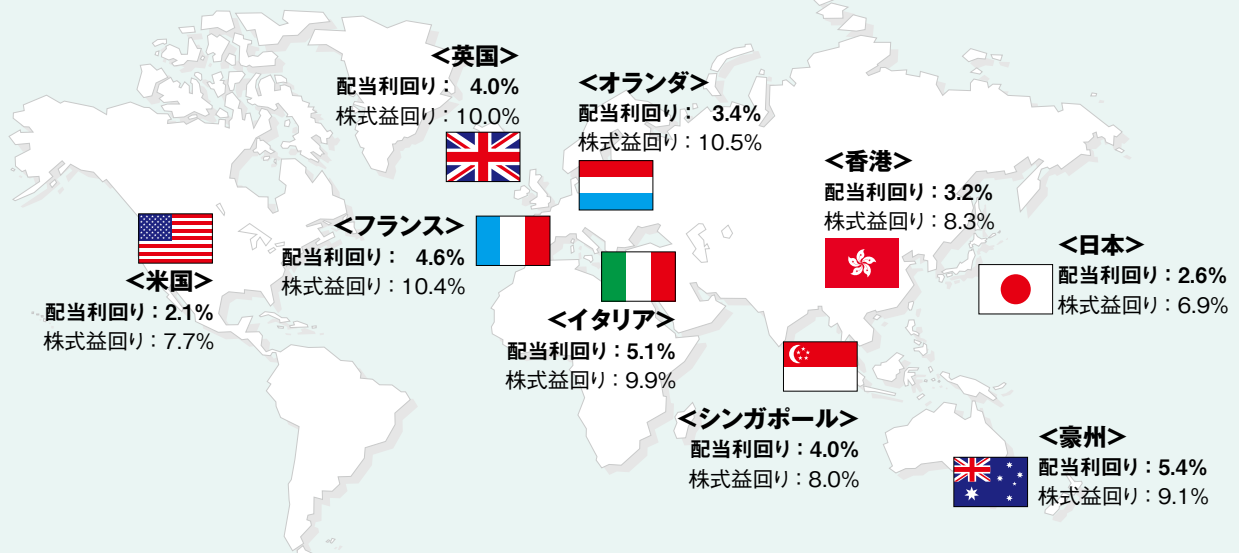 ＜英国＞
配当利回り： 4.0%
株式益回り：10.0%
＜オランダ＞
配当利回り： 3.4%
株式益回り：10.5%
＜香港＞
配当利回り：3.2%
株式益回り：8.3%
＜フランス＞
配当利回り： 4.6%
株式益回り：10.4%
＜日本＞
配当利回り：2.6%
株式益回り：6.9%
＜米国＞
配当利回り：2.1%
株式益回り：7.7%
＜イタリア＞
配当利回り：5.1%
株式益回り：9.9%
＜シンガポール＞
配当利回り：4.0%
株式益回り：8.0%
＜豪州＞
配当利回り：5.4%
株式益回り：9.1%